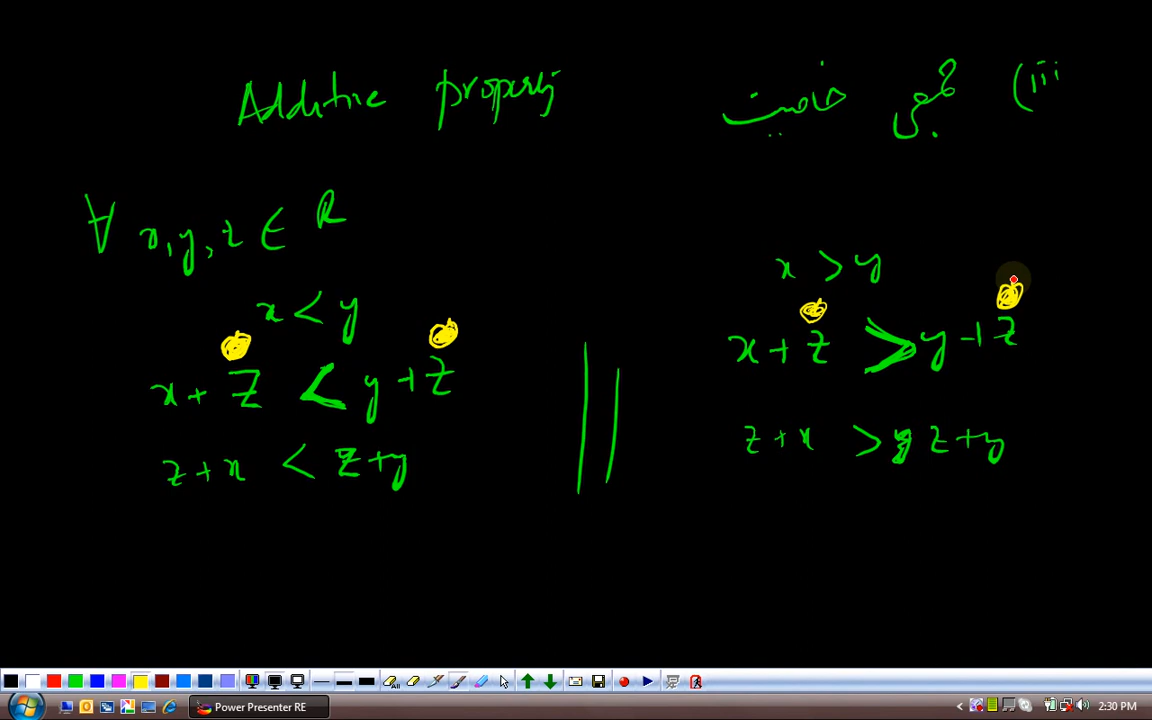 Additive property جمعی خاصیت (iii
∀ x, y, z ∈ R
x < y
x + z < y + z
z + x < z + y
x > y
x + z > y + z
z + x > y z + y
Power Presenter RE
2:30 PM